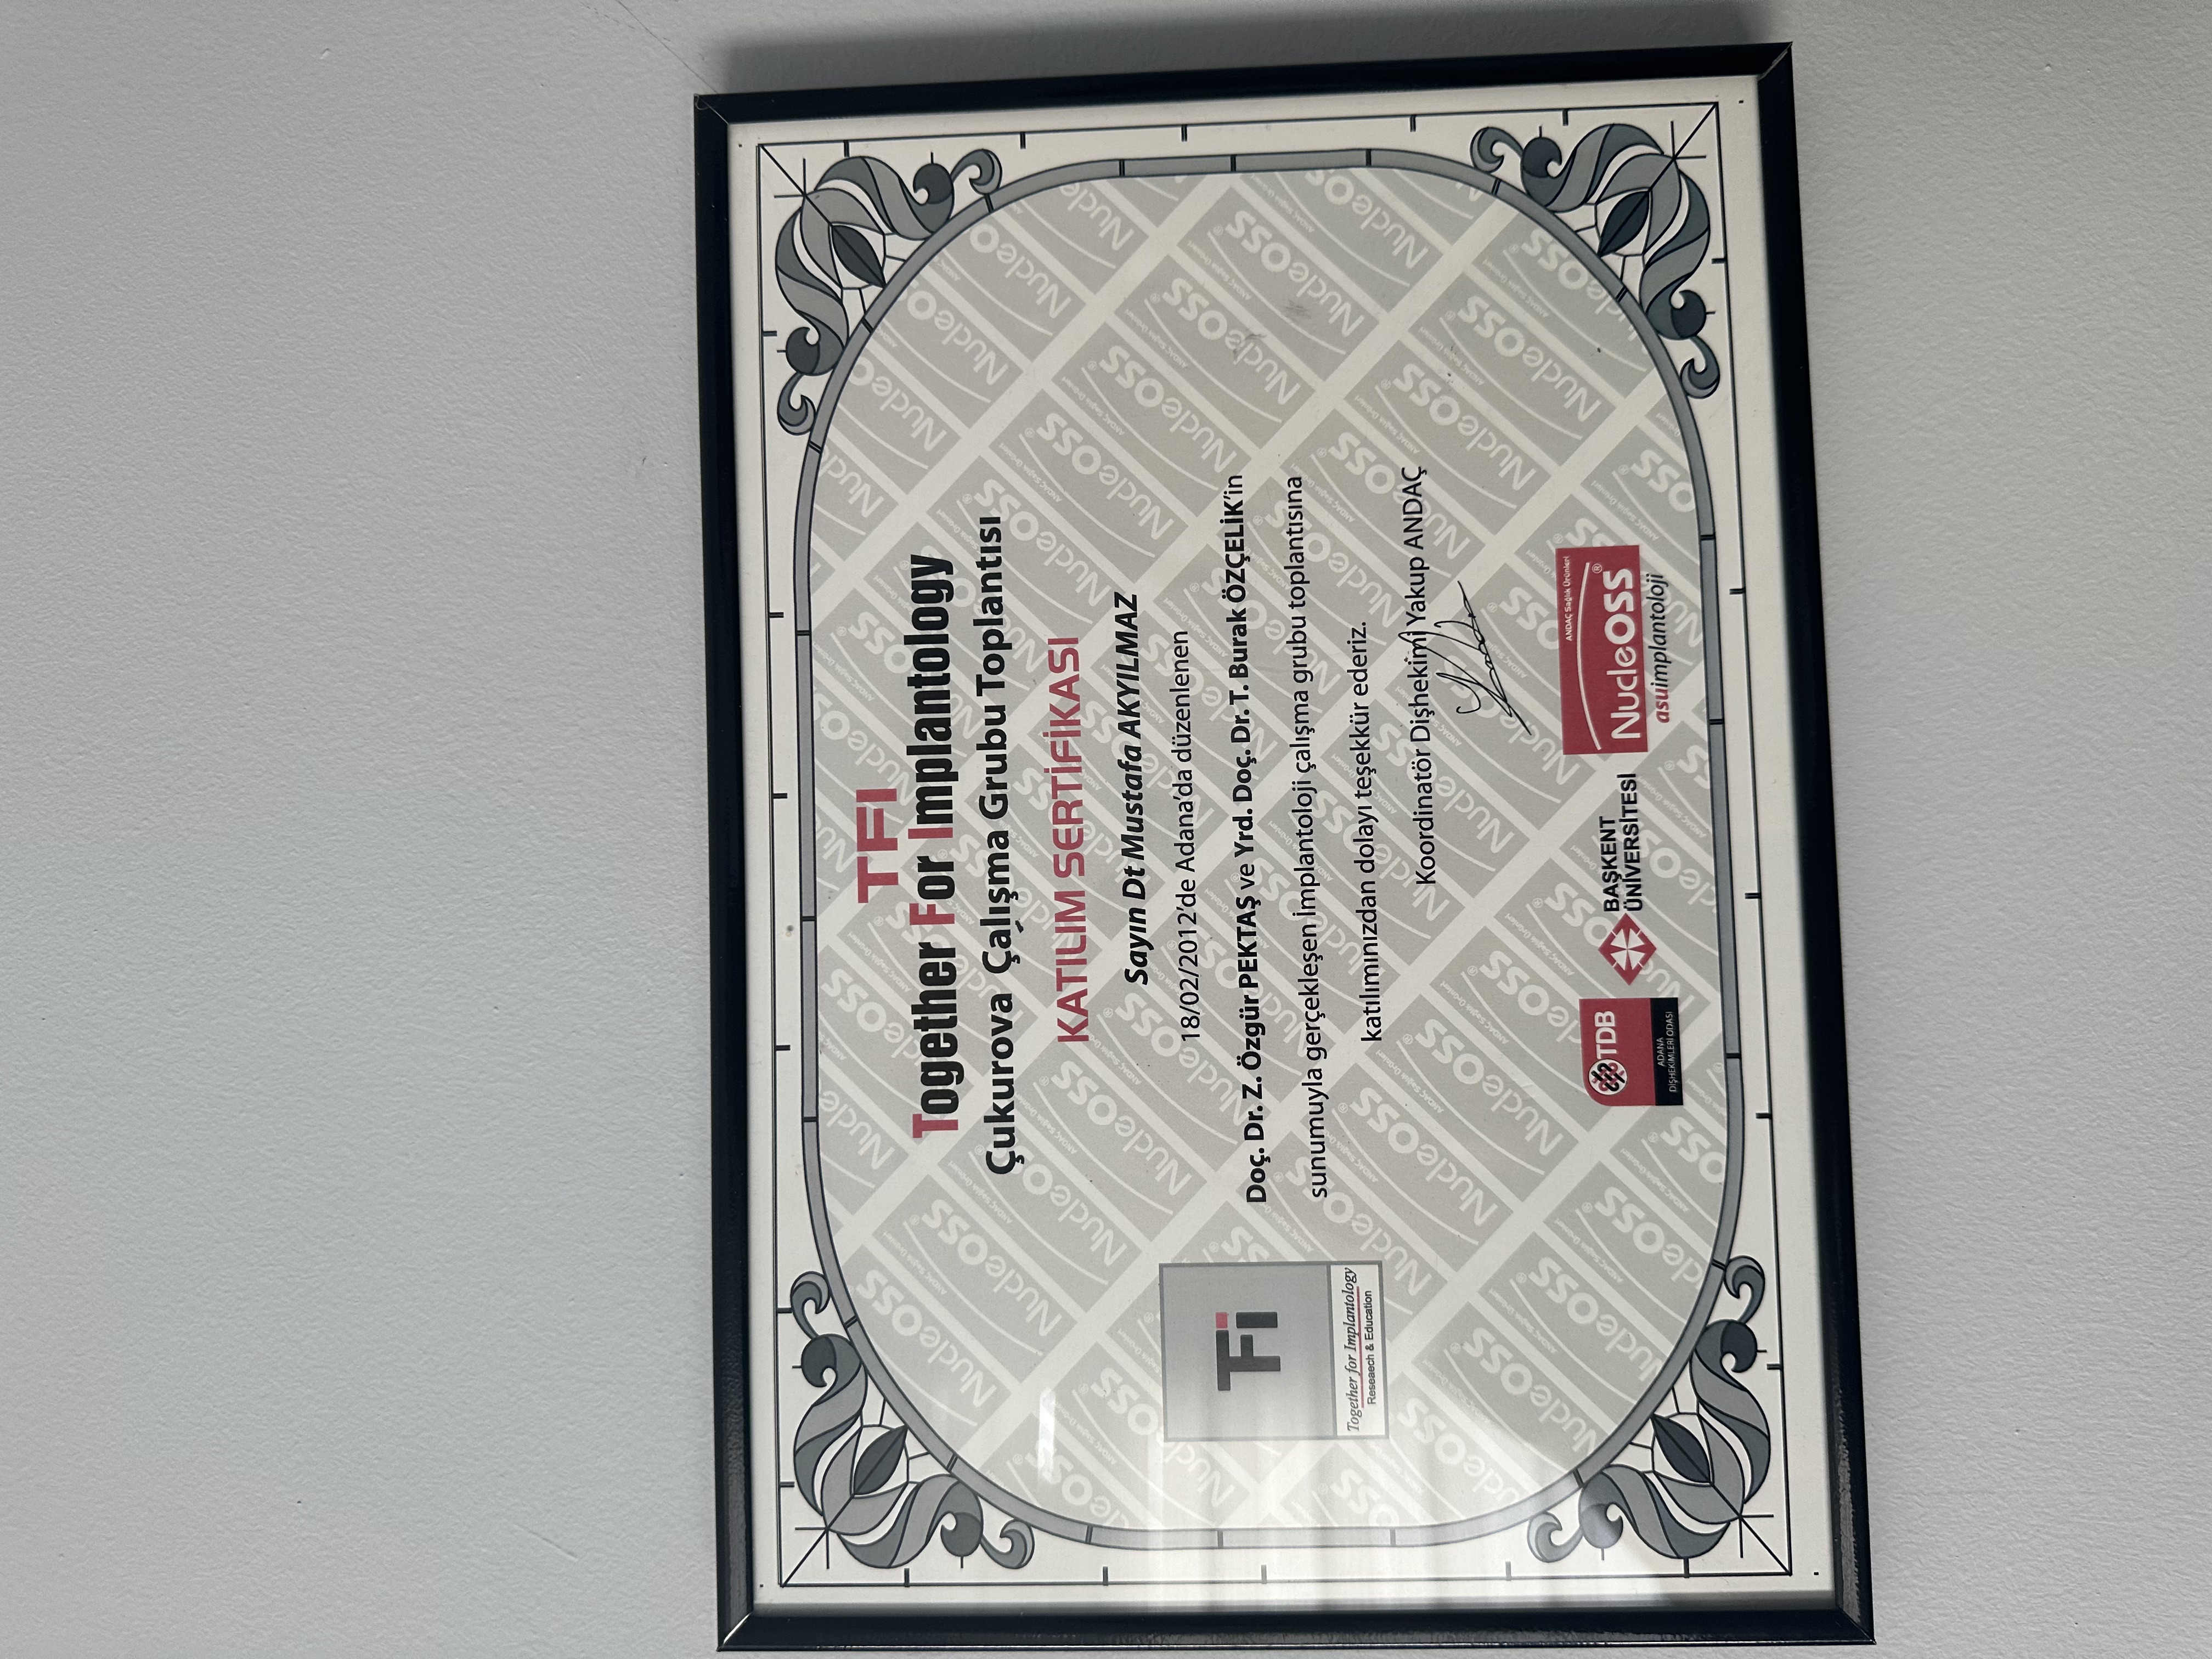 TFI
Together For Implantology
Çukurova Çalışma Grubu Toplantısı
KATILIM SERTİFİKASI
Sayın Dt Mustafa AKYILMAZ
18/02/2012’de Adana’da düzenlenen
Doç. Dr. Z. Özgür PEKTAŞ ve Yrd. Doç. Dr. T. Burak ÖZÇELİK’in
sunumuyla gerçekleşen İmplantoloji çalışma grubu toplantısına
katılımınızdan dolayı teşekkür ederiz.
Koordinatör Dişhekimi Yakup ANDAÇ
TFi
Together for Implantology
Reseaech & Education
TDB
ADANA
DİŞHEKİMLERİ ODASI
BAŞKENT
ÜNİVERSİTESİ
ANDAÇ Sağlık Ürünleri
NucleOSS®
asuimplantoloji